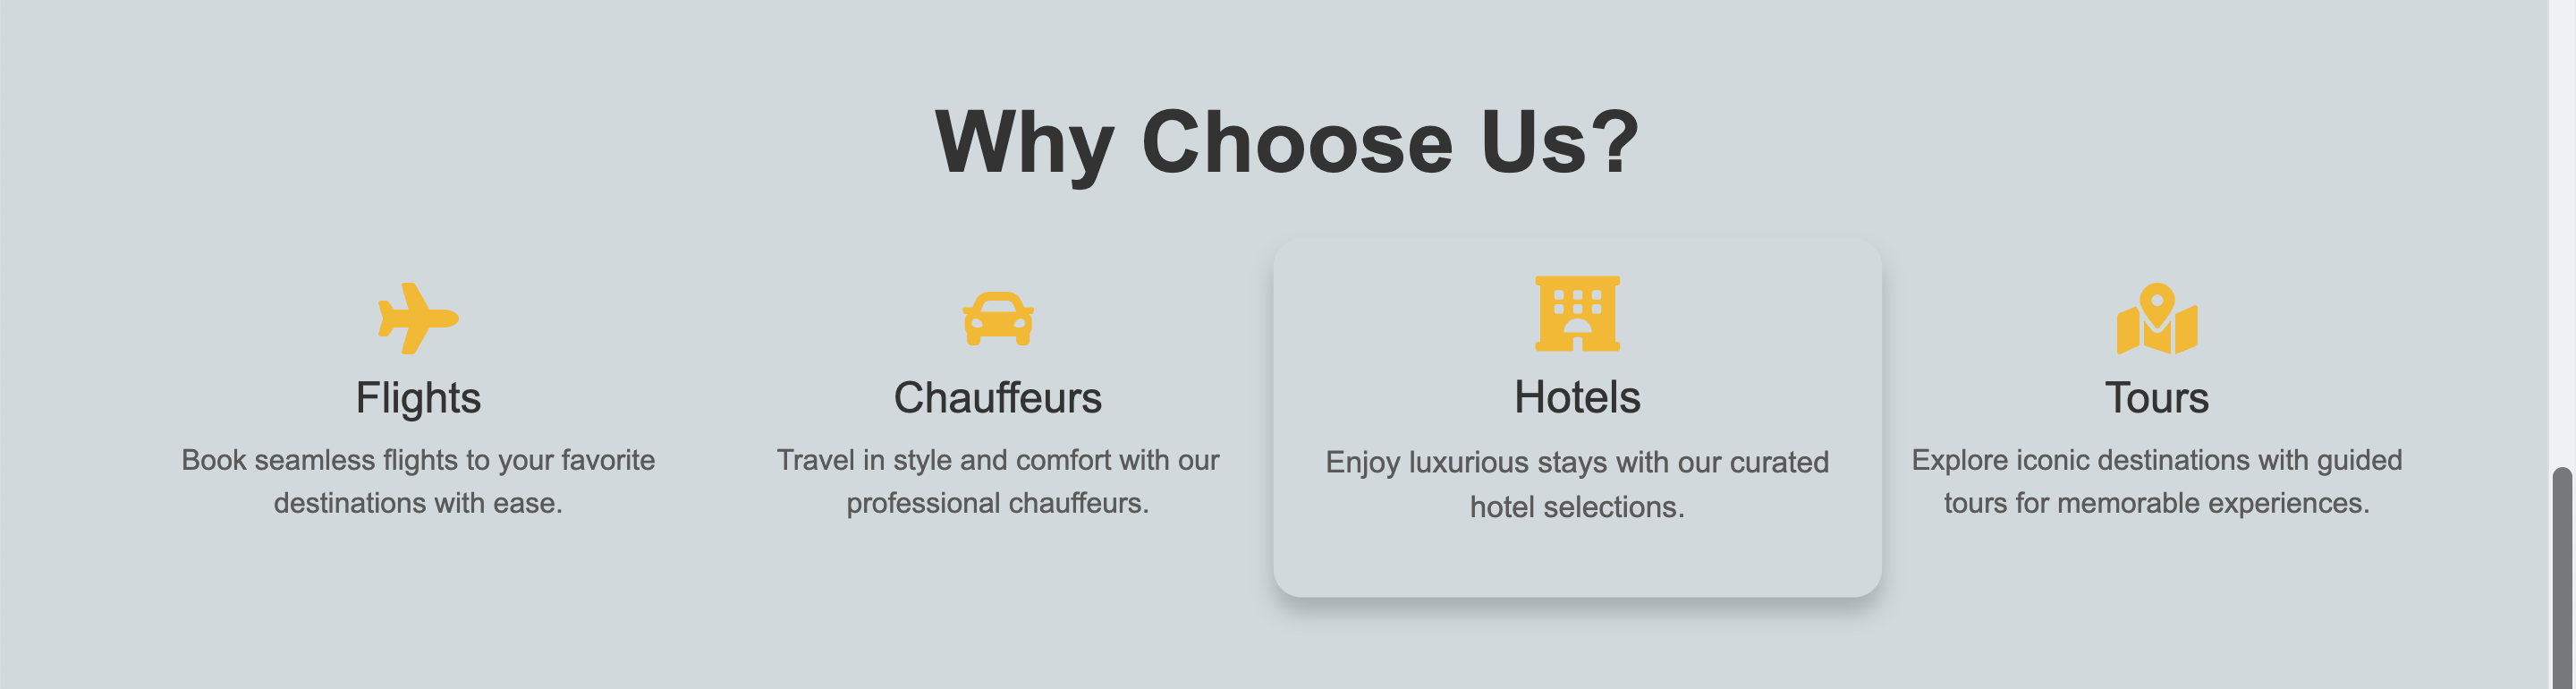 Why Choose Us?
Flights
Book seamless flights to your favorite
destinations with ease.
Chauffeurs
Travel in style and comfort with our
professional chauffeurs.
Hotels
Enjoy luxurious stays with our curated
hotel selections.
Tours
Explore iconic destinations with guided
tours for memorable experiences.